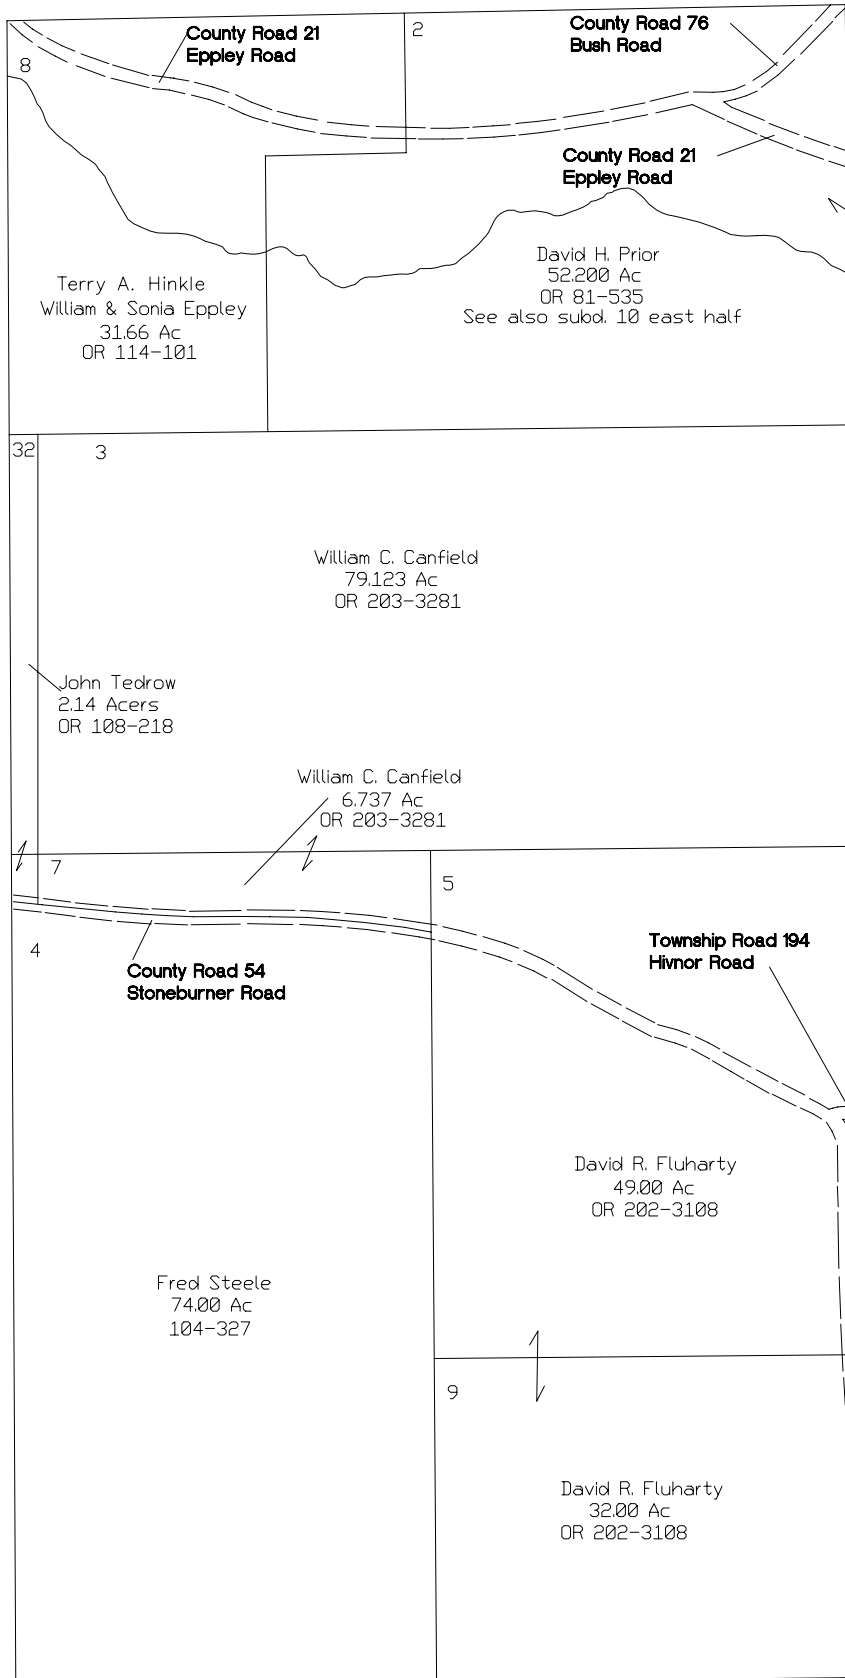 County Road 21
Eppley Road
2
County Road 76
Bush Road
8
County Road 21
Eppley Road
Terry A. Hinkle
William & Sonia Eppley
31.66 Ac
OR 114-101
David H. Prior
52.200 Ac
OR 81-535
See also subd. 10 east half
32
3
William C. Canfield
79.123 Ac
OR 203-3281
John Tedrow
2.14 Acers
OR 108-218
William C. Canfield
6.737 Ac
OR 203-3281
7
5
4
County Road 54
Stoneburner Road
Township Road 194
Hivnor Road
David R. Fluharty
49.00 Ac
OR 202-3108
Fred Steele
74.00 Ac
104-327
9
David R. Fluharty
32.00 Ac
OR 202-3108